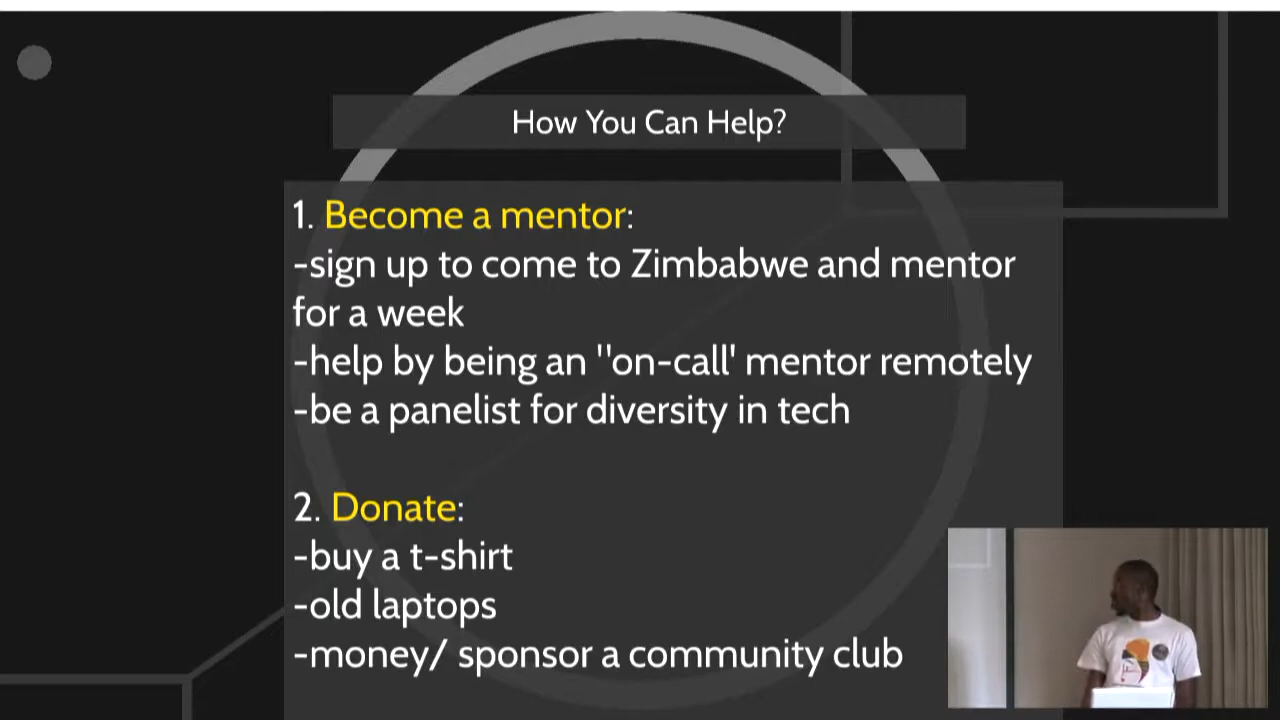 How You Can Help?
1. Become a mentor:
-sign up to come to Zimbabwe and mentor
for a week
-help by being an "on-call' mentor remotely
-be a panelist for diversity in tech
2. Donate:
-buy a t-shirt
-old laptops
-money/ sponsor a community club